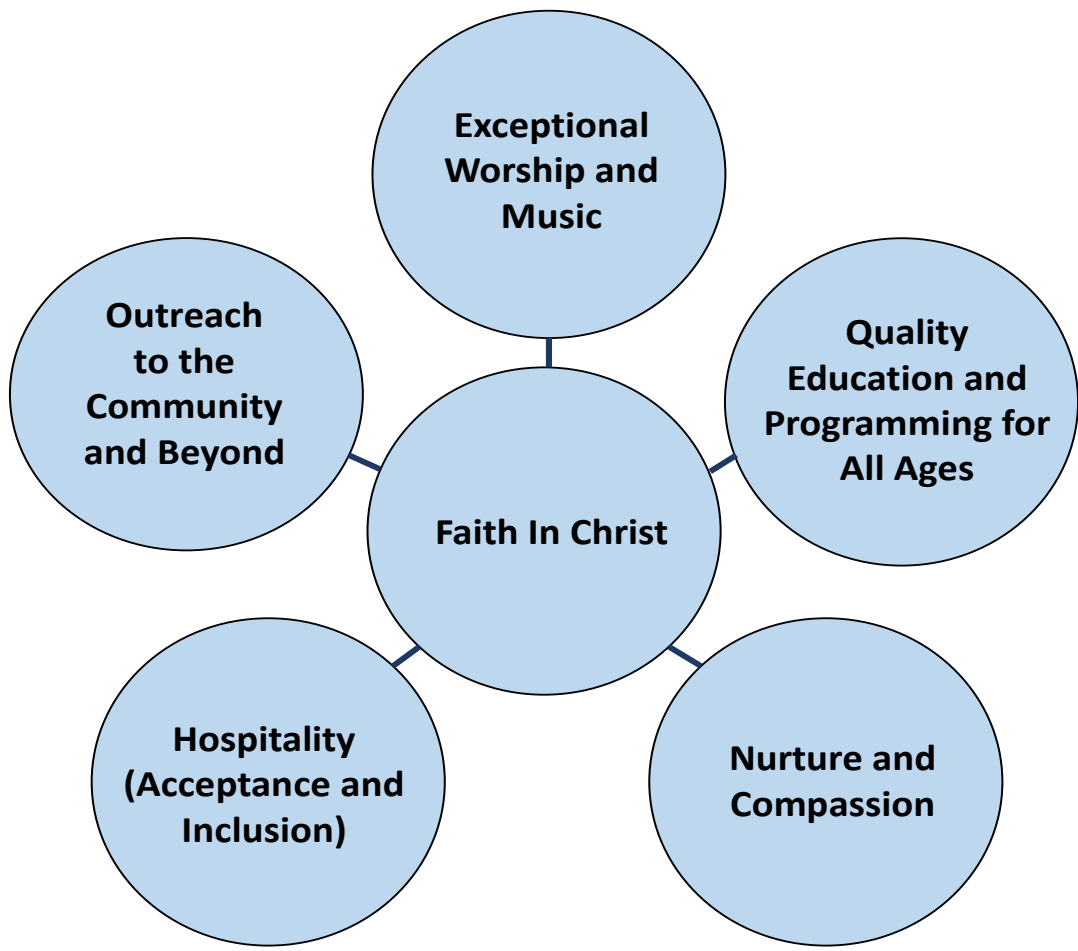 Exceptional
Worship and
Music
Outreach
to the
Community
and Beyond
Quality
Education and
Programming for
All Ages
Faith In Christ
Hospitality
(Acceptance and
Inclusion)
Nurture and
Compassion